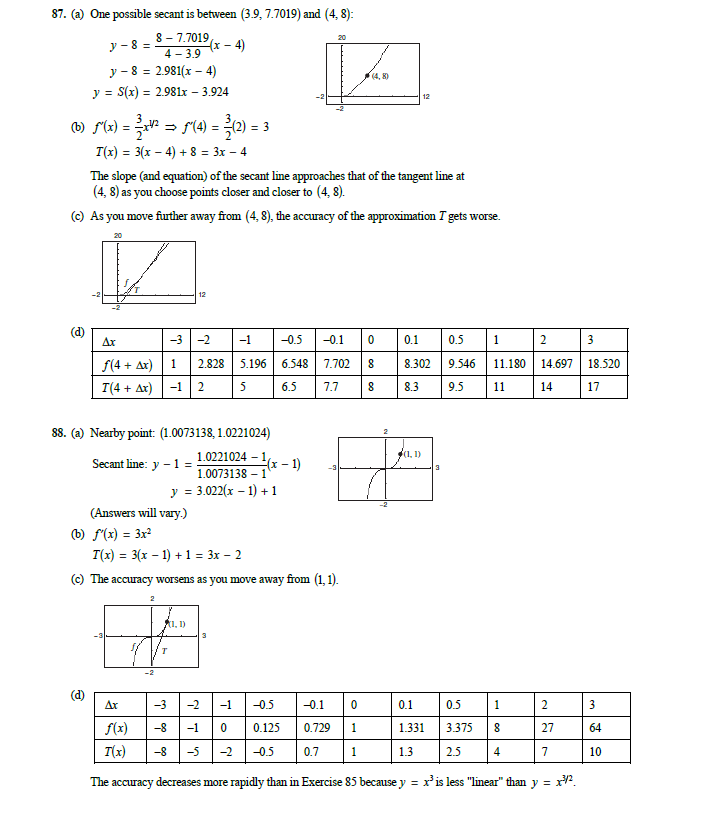 87. (a) One possible secant is between (3.9, 7.7019) and (4, 8):
y − 8 = (8 − 7.7019)/(4 − 3.9)(x − 4)
y − 8 = 2.981(x − 4)
y = S(x) = 2.981x − 3.924
20
(4, 8)
−2
12
−2
(b) f′(x) = 3/2 x^(1/2) ⇒ f′(4) = 3/2(2) = 3
T(x) = 3(x − 4) + 8 = 3x − 4
The slope (and equation) of the secant line approaches that of the tangent line at
(4, 8) as you choose points closer and closer to (4, 8).
(c) As you move further away from (4, 8), the accuracy of the approximation T gets worse.
20
f
T
−2
12
−2
(d)
Δx −3 −2 −1 −0.5 −0.1 0 0.1 0.5 1 2 3
f(4 + Δx) 1 2.828 5.196 6.548 7.702 8 8.302 9.546 11.180 14.697 18.520
T(4 + Δx) −1 2 5 6.5 7.7 8 8.3 9.5 11 14 17
88. (a) Nearby point: (1.0073138, 1.0221024)
Secant line: y − 1 = (1.0221024 − 1)/(1.0073138 − 1)(x − 1)
y = 3.022(x − 1) + 1
(Answers will vary.)
2
(1, 1)
−3
3
−2
(b) f′(x) = 3x²
T(x) = 3(x − 1) + 1 = 3x − 2
(c) The accuracy worsens as you move away from (1, 1).
2
(1, 1)
−3
3
f
T
−2
(d)
Δx −3 −2 −1 −0.5 −0.1 0 0.1 0.5 1 2 3
f(x) −8 −1 0 0.125 0.729 1 1.331 3.375 8 27 64
T(x) −8 −5 −2 −0.5 0.7 1 1.3 2.5 4 7 10
The accuracy decreases more rapidly than in Exercise 85 because y = x³ is less "linear" than y = x^(3/2).